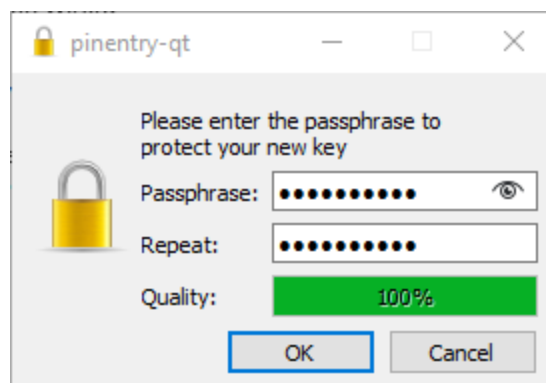 pinentry-qt
Please enter the passphrase to
protect your new key
Passphrase: ●●●●●●●●●●
Repeat: ●●●●●●●●●●
Quality: 100%
OK Cancel